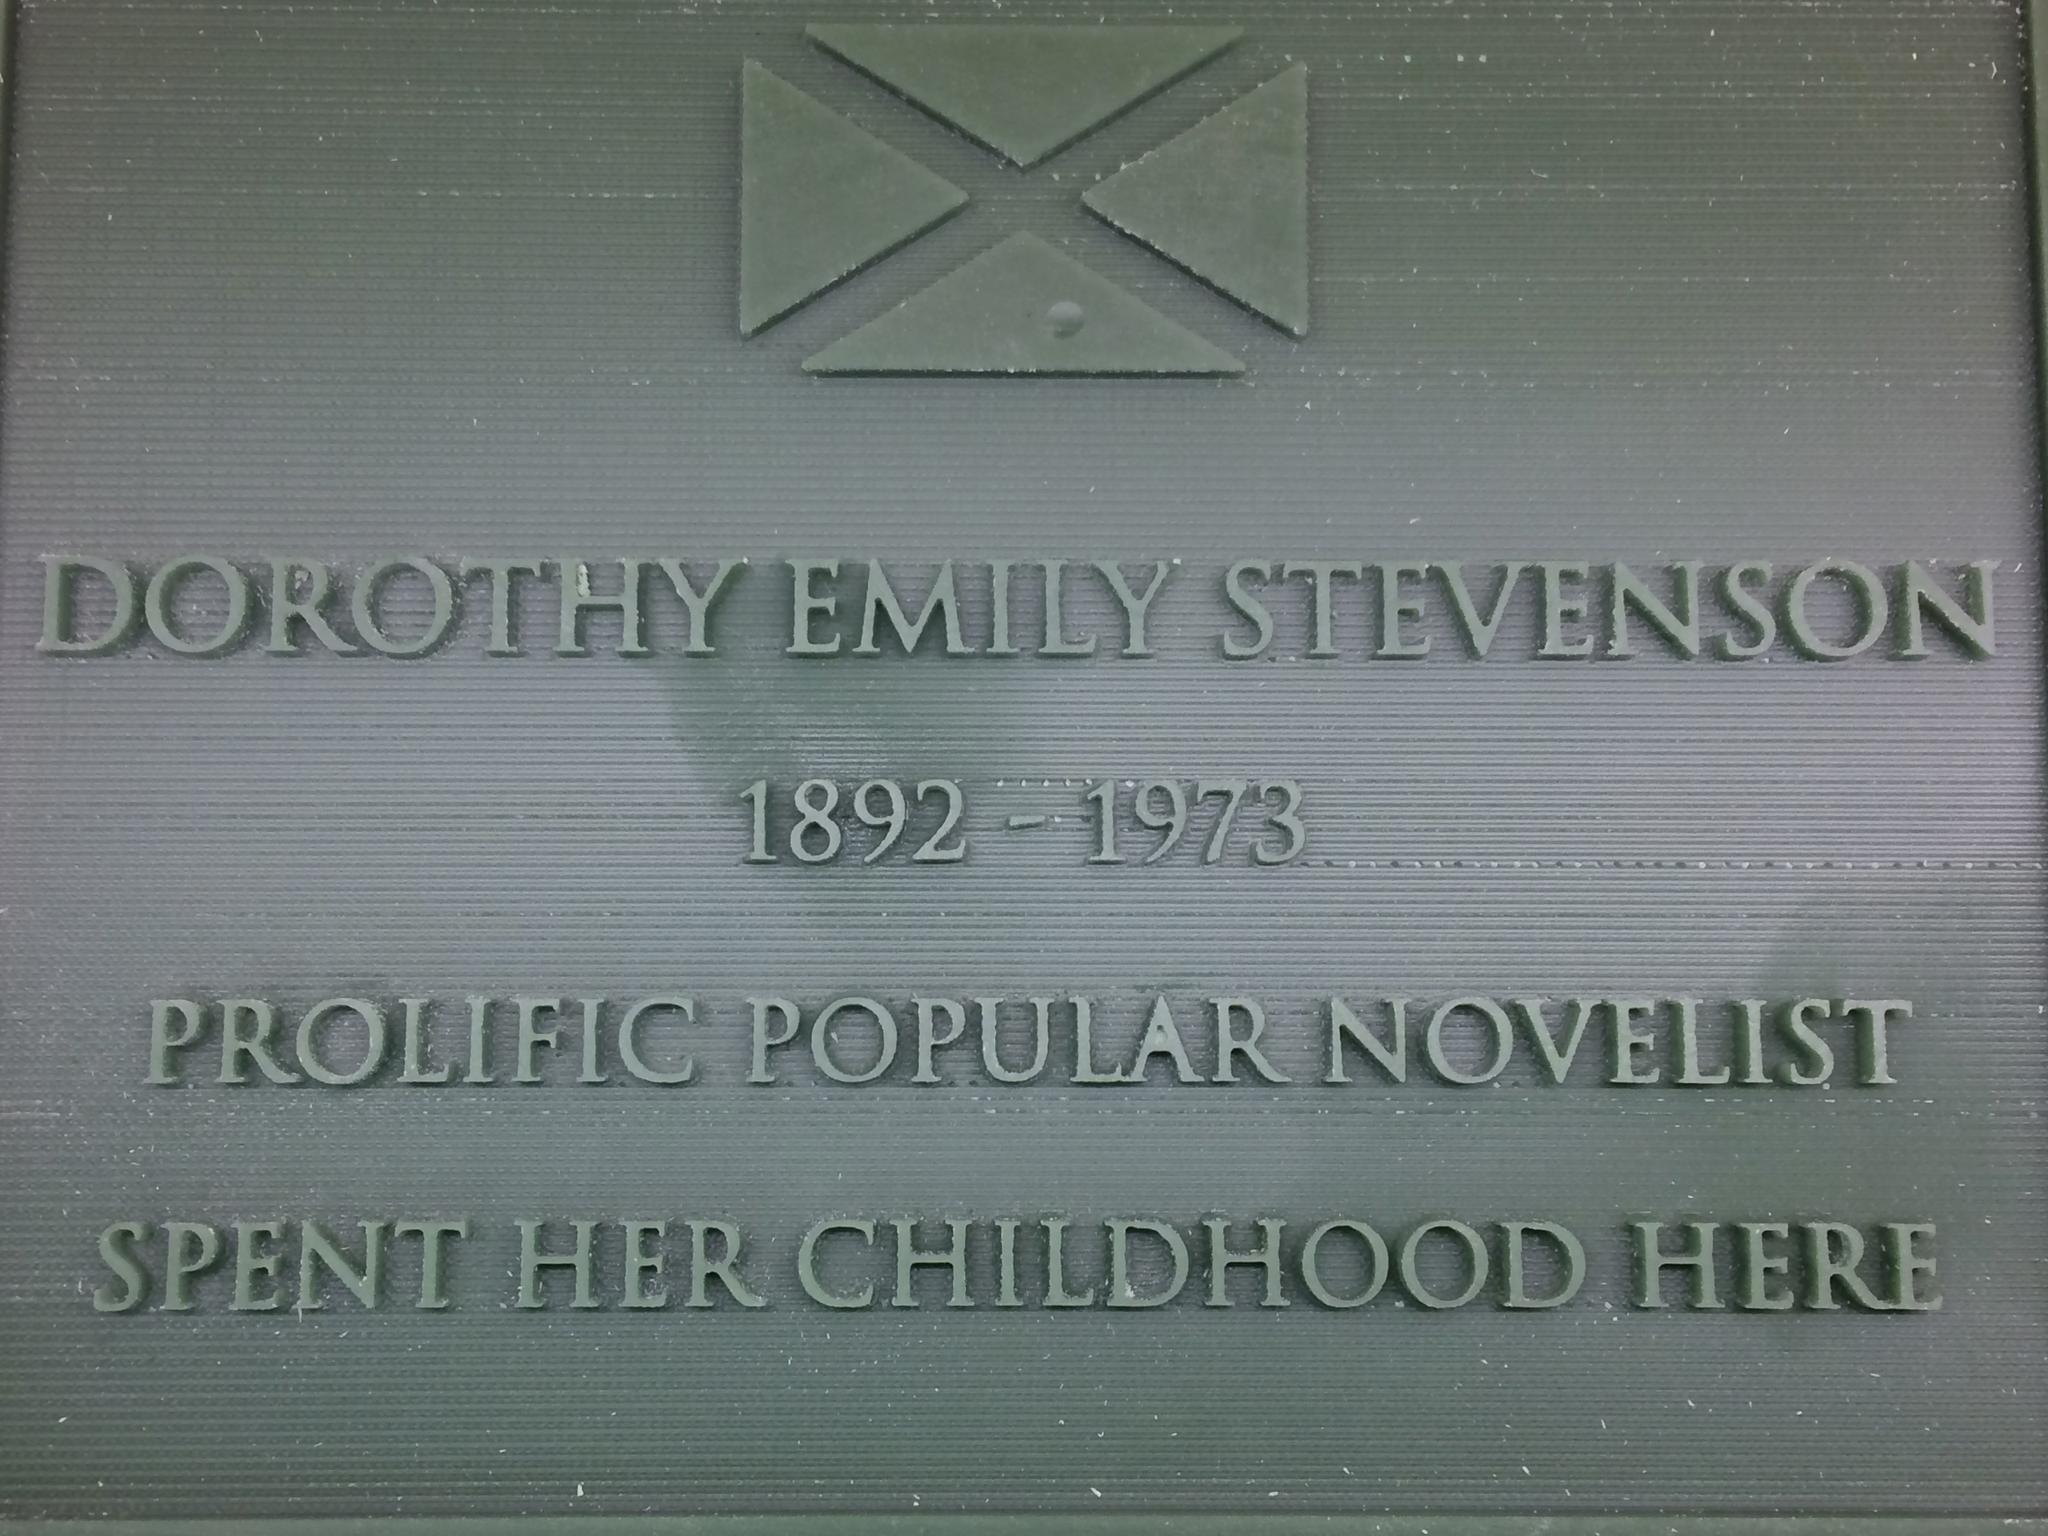 DOROTHY EMILY STEVENSON
1892 - 1973
PROLIFIC POPULAR NOVELIST
SPENT HER CHILDHOOD HERE